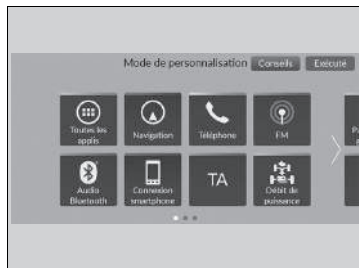 Mode de personnalisation Conseils Exécuté
Toutes les
applis
Navigation
Téléphone
FM
Audio
Bluetooth
Connexion
smartphone
TA
Débit de
puissance